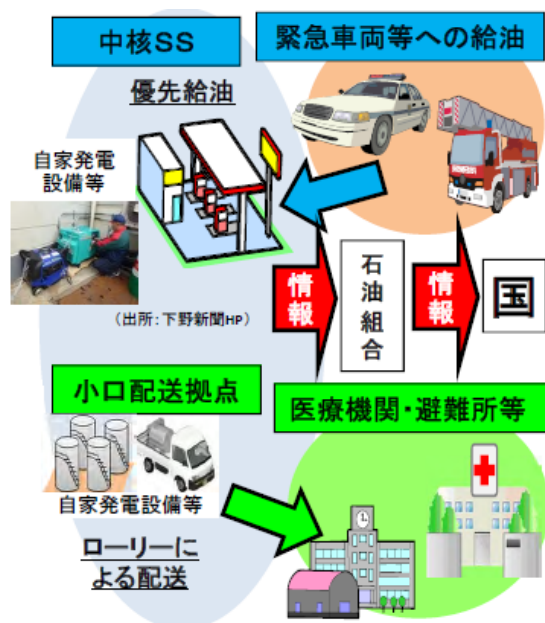 中核SS
緊急車両等への給油
優先給油
自家発電
設備等
(出所:下野新聞HP)
情報
石油組合
情報
国
小口配送拠点
医療機関・避難所等
自家発電設備等
ローリーに
よる配送